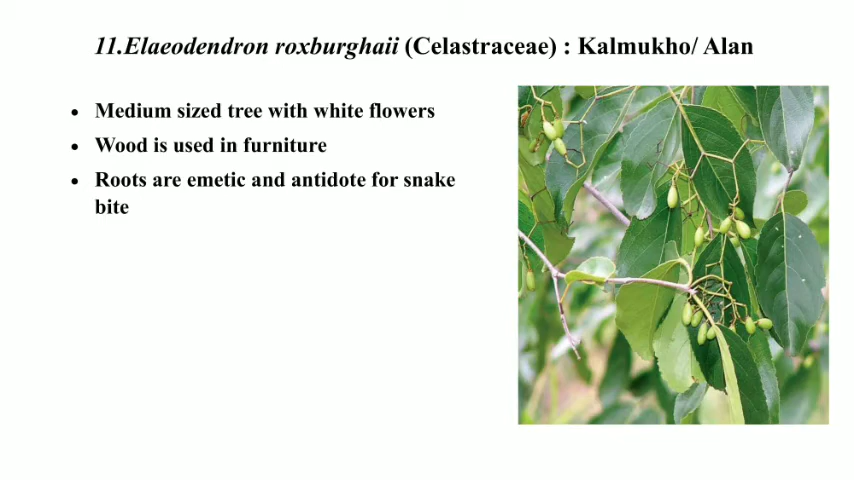 11.Elaeodendron roxburghaii (Celastraceae) : Kalmukho/ Alan
• Medium sized tree with white flowers
• Wood is used in furniture
• Roots are emetic and antidote for snake
bite